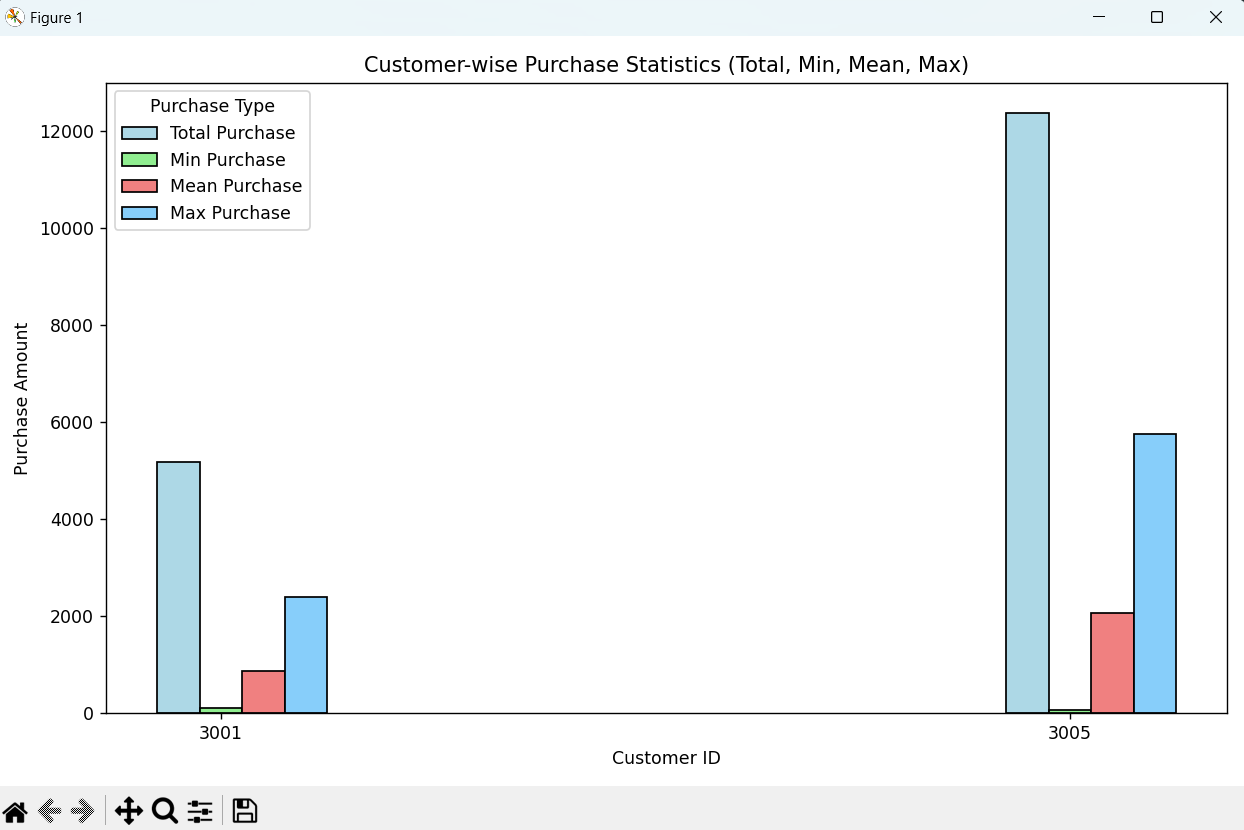 Figure 1
Customer-wise Purchase Statistics (Total, Min, Mean, Max)
Purchase Type
Total Purchase
Min Purchase
Mean Purchase
Max Purchase
12000
10000
8000
6000
4000
2000
0
Purchase Amount
3001
3005
Customer ID